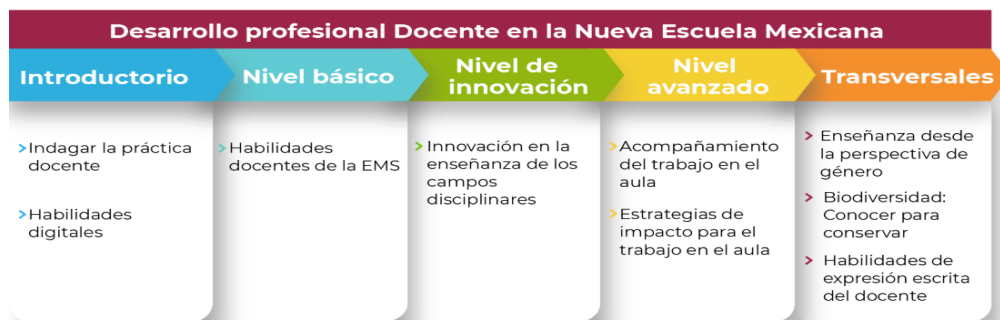 Desarrollo profesional Docente en la Nueva Escuela Mexicana
Introductorio
Nivel básico
Nivel de
innovación
Nivel
avanzado
Transversales
Indagar la práctica
docente
Habilidades
digitales
Habilidades
docentes de la EMS
Innovación en la
enseñanza de los
campos
disciplinares
Acompañamiento
del trabajo en el
aula
Estrategias de
impacto para el
trabajo en el aula
Enseñanza desde
la perspectiva de
género
Biodiversidad:
Conocer para
conservar
Habilidades de
expresión escrita
del docente